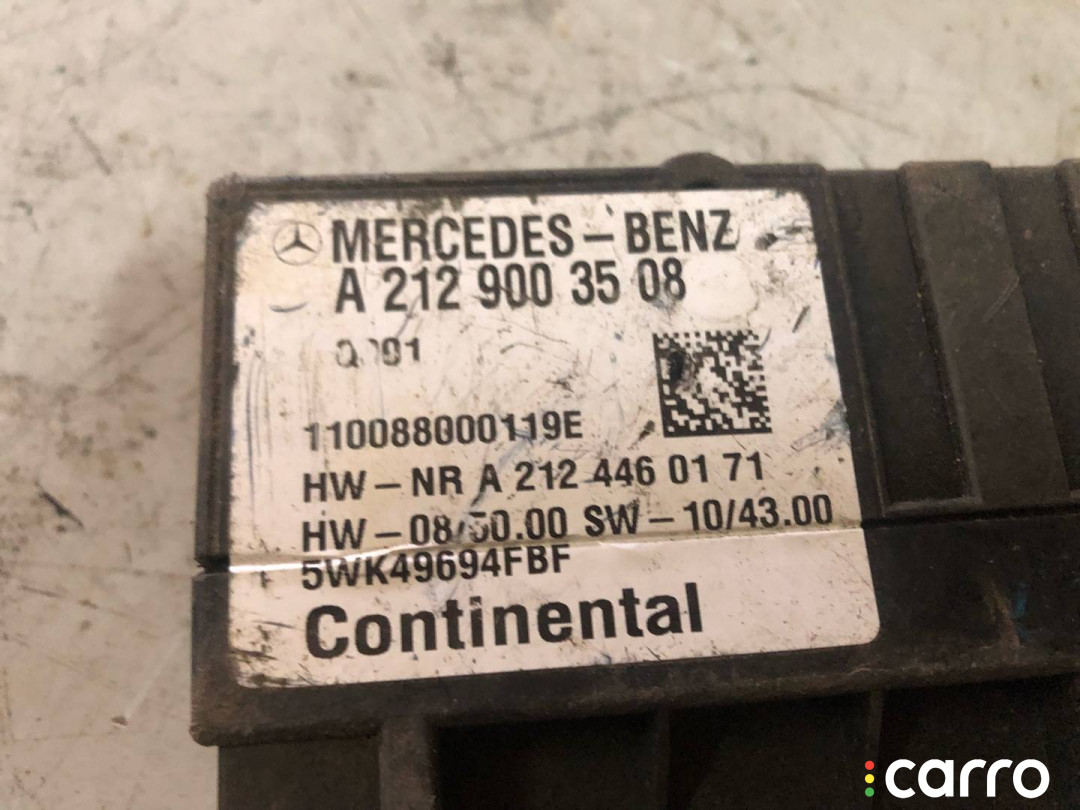 MERCEDES-BENZ
A 212 900 35 08
110088000119E
HW-NR A 212 446 01 71
HW-08/50.00 SW-10/43.00
5WK49694FBF
Continental
carro